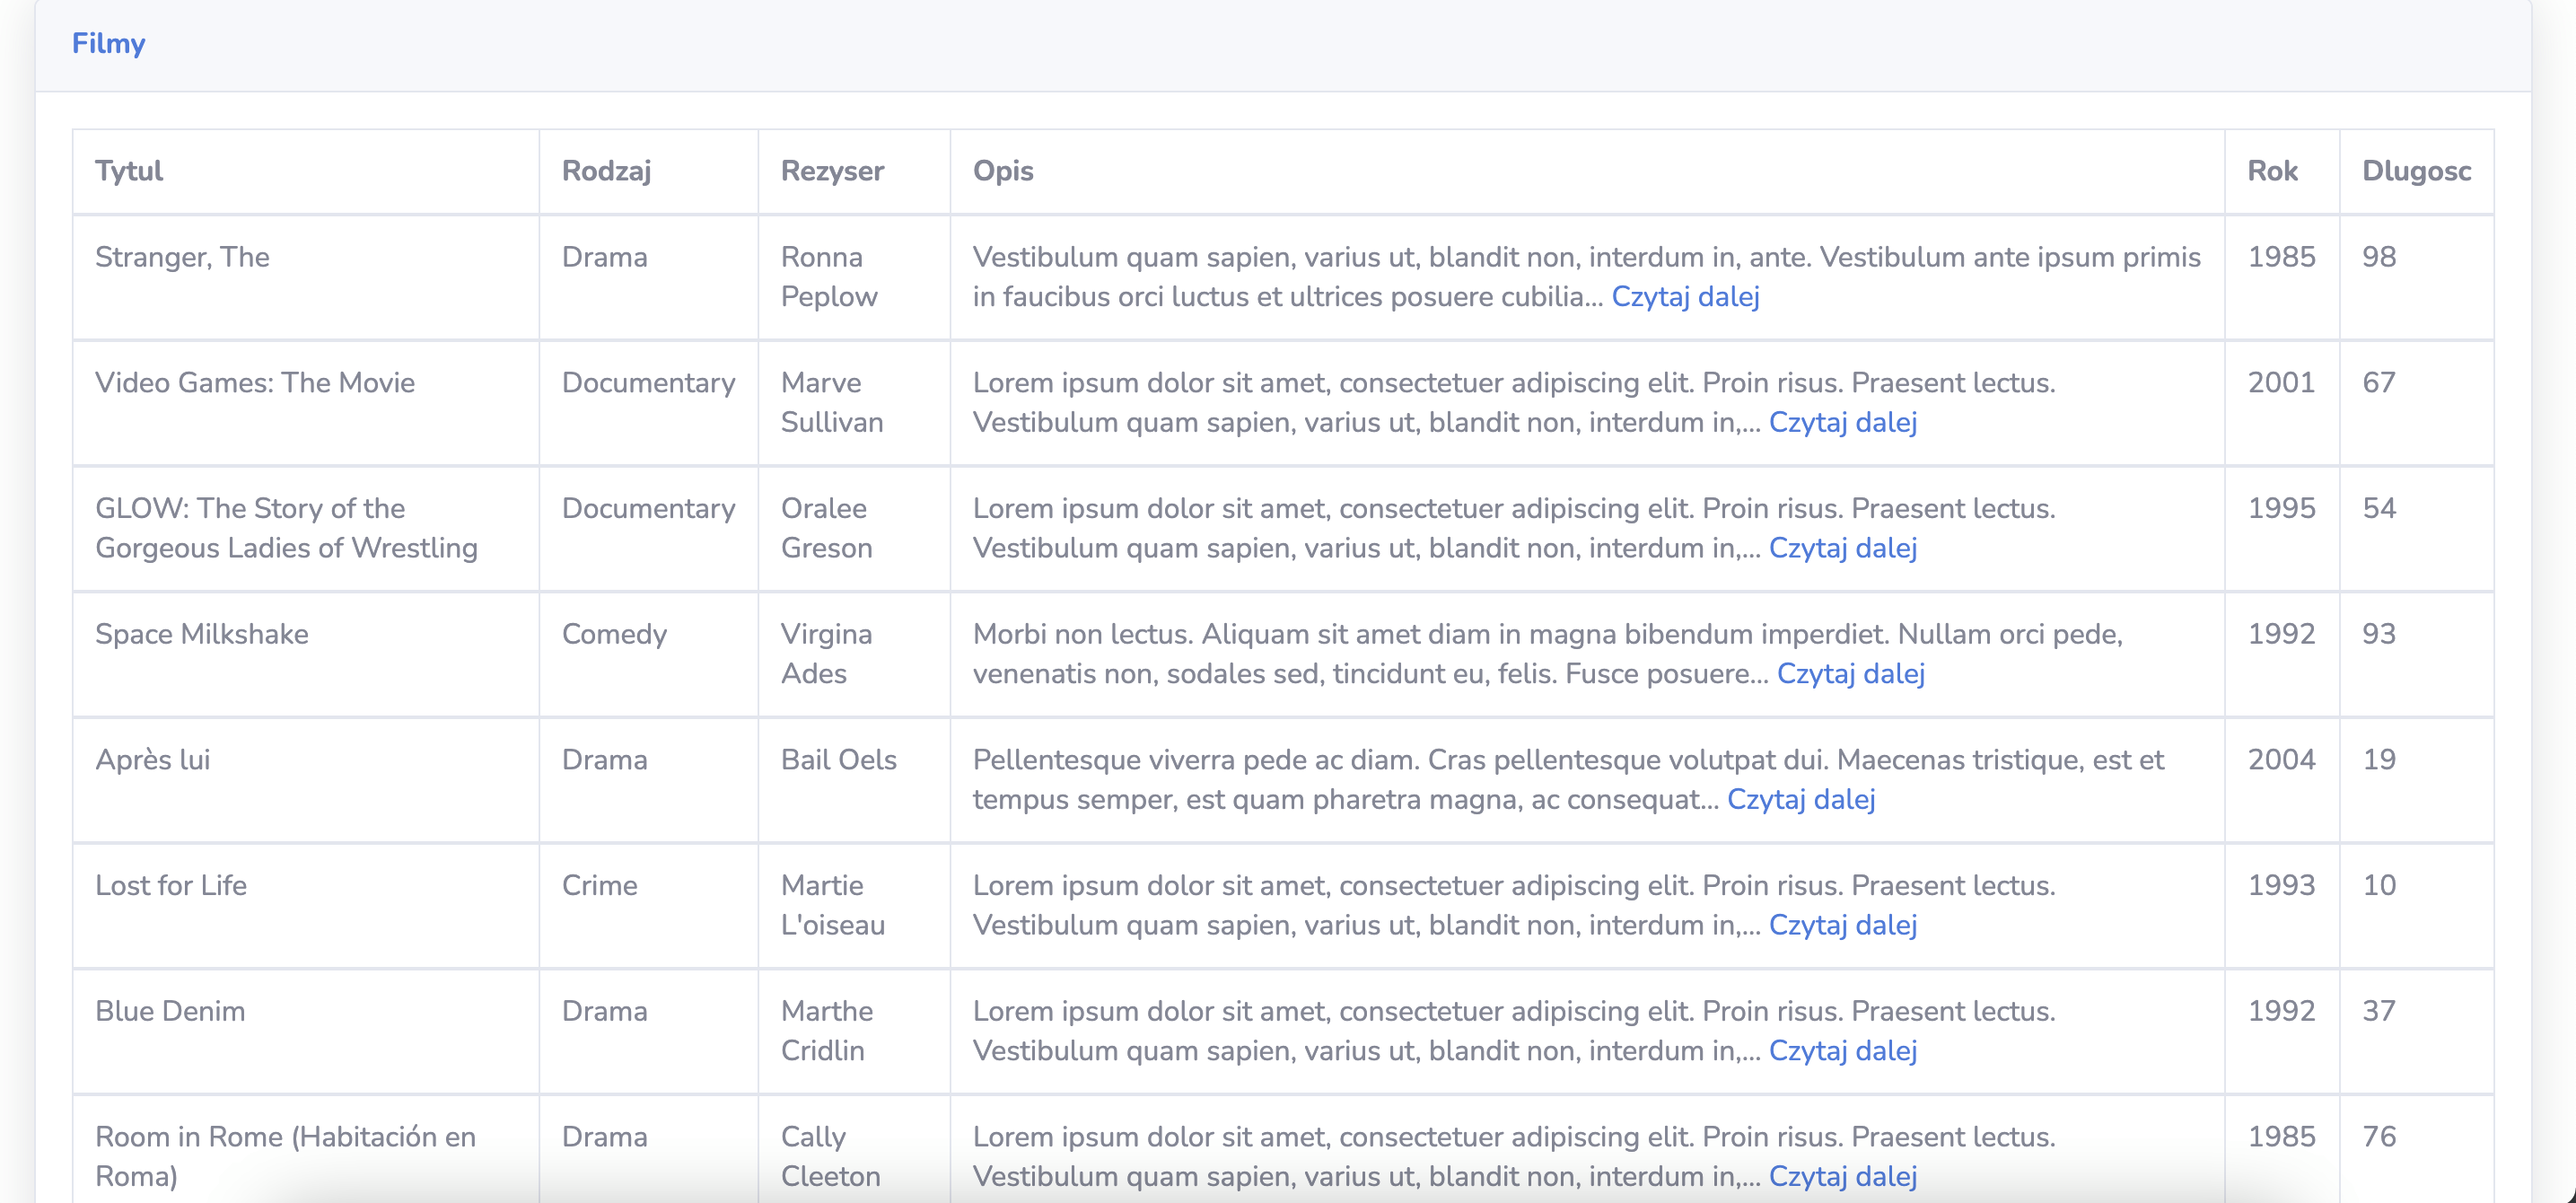 Filmy
Tytul Rodzaj Rezyser Opis Rok Dlugosc
Stranger, The Drama Ronna Vestibulum quam sapien, varius ut, blandit non, interdum in, ante. Vestibulum ante ipsum primis 1985 98
Peplow in faucibus orci luctus et ultrices posuere cubilia... Czytaj dalej
Video Games: The Movie Documentary Marve Lorem ipsum dolor sit amet, consectetuer adipiscing elit. Proin risus. Praesent lectus. 2001 67
Sullivan Vestibulum quam sapien, varius ut, blandit non, interdum in,... Czytaj dalej
GLOW: The Story of the Documentary Oralee Lorem ipsum dolor sit amet, consectetuer adipiscing elit. Proin risus. Praesent lectus. 1995 54
Gorgeous Ladies of Wrestling Greson Vestibulum quam sapien, varius ut, blandit non, interdum in,... Czytaj dalej
Space Milkshake Comedy Virgina Morbi non lectus. Aliquam sit amet diam in magna bibendum imperdiet. Nullam orci pede, 1992 93
Ades venenatis non, sodales sed, tincidunt eu, felis. Fusce posuere... Czytaj dalej
Après lui Drama Bail Oels Pellentesque viverra pede ac diam. Cras pellentesque volutpat dui. Maecenas tristique, est et 2004 19
tempus semper, est quam pharetra magna, ac consequat... Czytaj dalej
Lost for Life Crime Martie Lorem ipsum dolor sit amet, consectetuer adipiscing elit. Proin risus. Praesent lectus. 1993 10
L'oiseau Vestibulum quam sapien, varius ut, blandit non, interdum in,... Czytaj dalej
Blue Denim Drama Marthe Lorem ipsum dolor sit amet, consectetuer adipiscing elit. Proin risus. Praesent lectus. 1992 37
Cridlin Vestibulum quam sapien, varius ut, blandit non, interdum in,... Czytaj dalej
Room in Rome (Habitación en Drama Cally Lorem ipsum dolor sit amet, consectetuer adipiscing elit. Proin risus. Praesent lectus. 1985 76
Roma) Cleeton Vestibulum quam sapien, varius ut, blandit non, interdum in,... Czytaj dalej